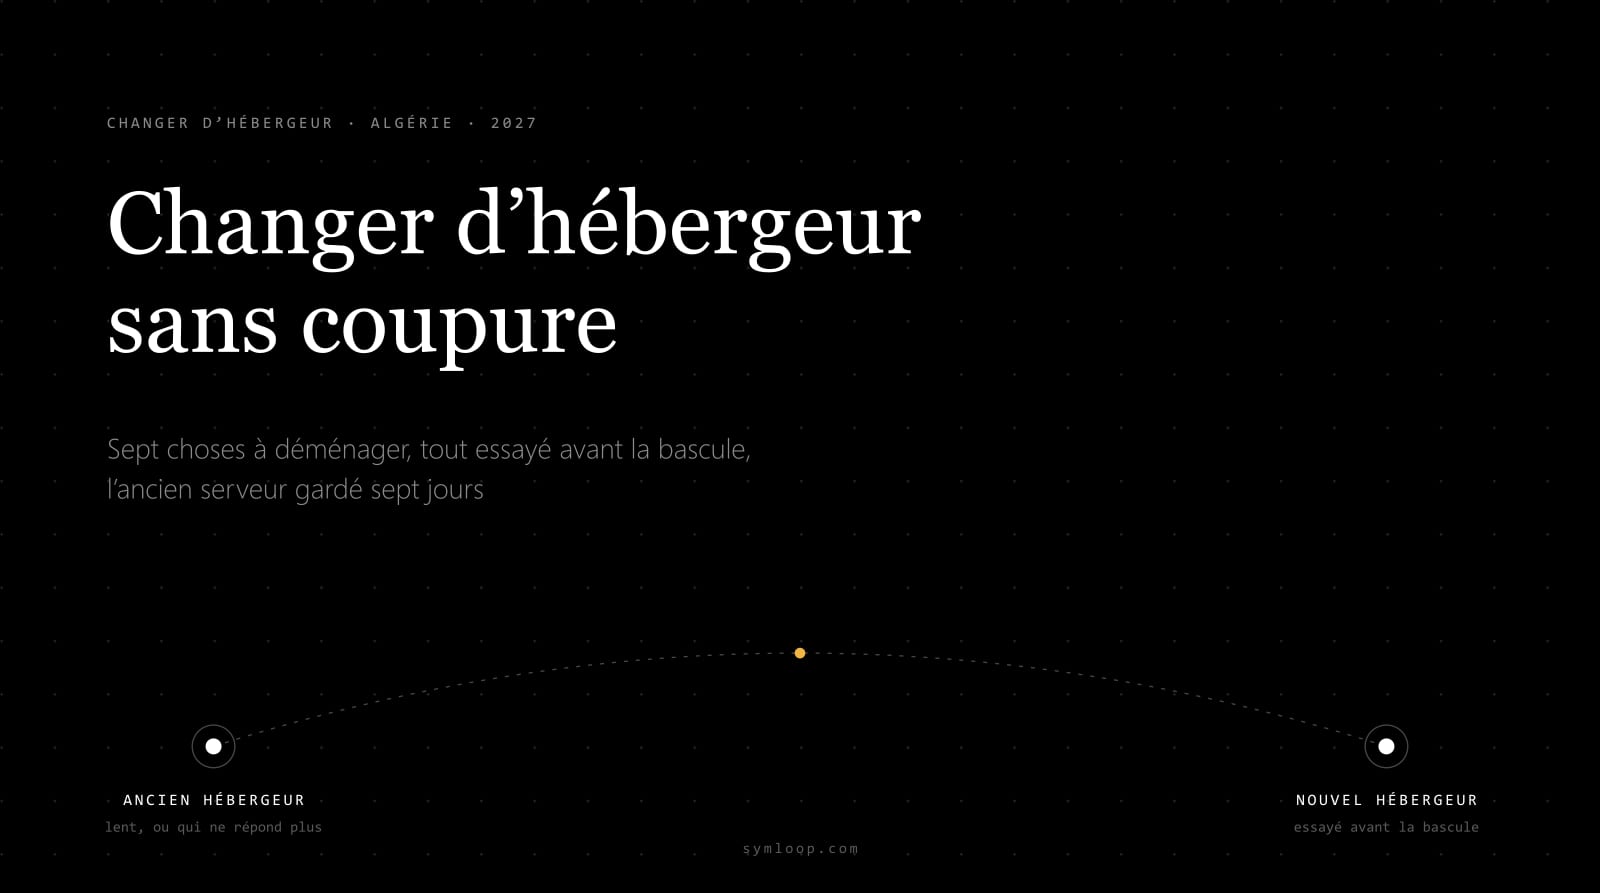 CHANGER D’HÉBERGEUR · ALGÉRIE · 2027
Changer d’hébergeur
sans coupure
Sept choses à déménager, tout essayé avant la bascule,
l’ancien serveur gardé sept jours
ANCIEN HÉBERGEUR
lent, ou qui ne répond plus
NOUVEL HÉBERGEUR
essayé avant la bascule
symloop.com